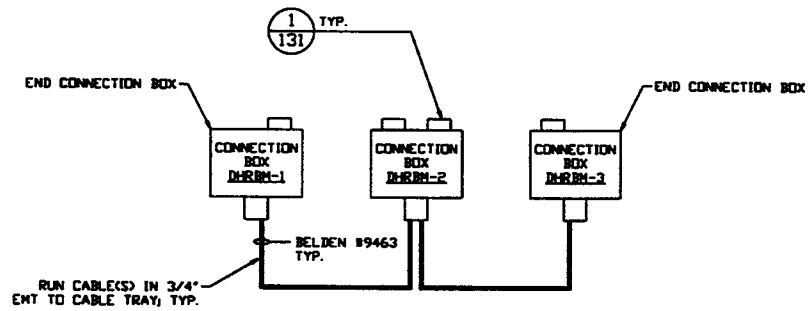 1
131
TYP.
END CONNECTION BOX
END CONNECTION BOX
CONNECTION
BOX
DHRBM-1
CONNECTION
BOX
DHRBM-2
CONNECTION
BOX
DHRBM-3
BELDEN #9463
TYP.
RUN CABLE(S) IN 3/4"
EMT TO CABLE TRAY; TYP.